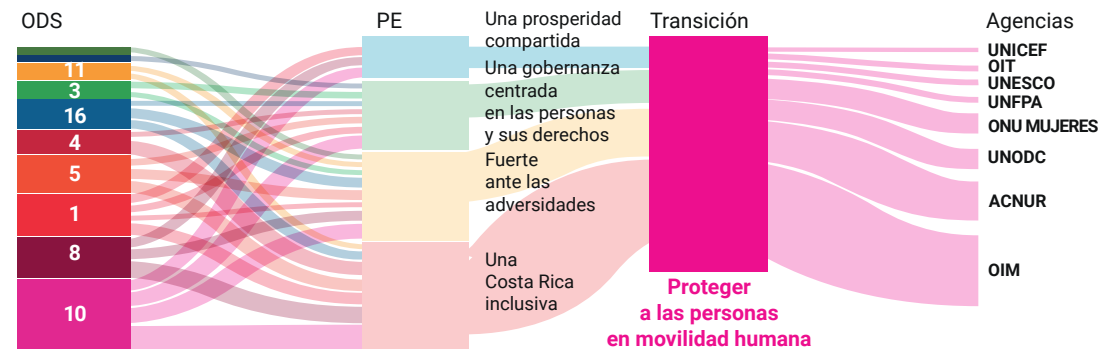 ODS
PE
Una prosperidad
compartida
Una gobernanza
centrada
en las personas
y sus derechos
Fuerte
ante las
adversidades
Una
Costa Rica
inclusiva
Transición
Agencias
11
3
16
4
5
1
8
10
Proteger
a las personas
en movilidad humana
UNICEF
OIT
UNESCO
UNFPA
ONU MUJERES
UNODC
ACNUR
OIM